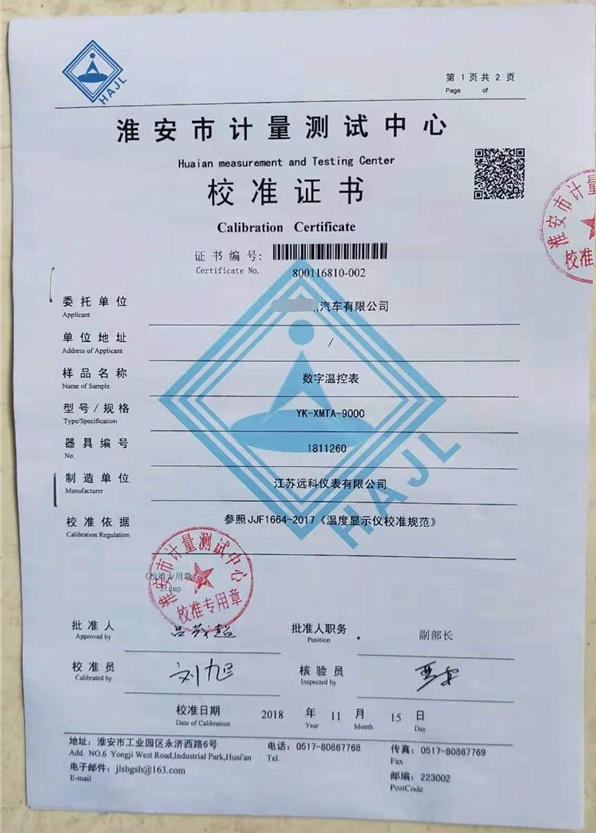 HAJL
第 1 页 共 2 页
Page of
淮安市计量测试中心
Huaian measurement and Testing Center
校准证书
Calibration Certificate
证书编号:
Certificate No. 800116810-002
委托单位 汽车有限公司
Applicant
单位地址 /
Address of Applicant
样品名称 数字温控表
Name of Sample
型号/规格 YK-XMTA-9000
Type/Specification
器具编号 1811260
No.
制造单位 江苏远科仪表有限公司
Manufacturer
校准依据 参照JJF1664-2017《温度显示仪校准规范》
Calibration Regulation
HAJL
淮安市计量
校准
淮安市计量测试中心
校准专用章
批准人 批准人职务 副部长
Approved by Position
校准员 刘旭 核验员
Calibrated by Inspected by
校准日期 2018 年 11 月 15 日
Date of Calibration Year Month Day
地址: 淮安市工业园区永济西路6号 电话: 0517-80867768 传真: 0517-80867769
Add. NO.6 Yongji West Road,Industrial Park,Huai'an Tel. Fax
电子邮件: jlsbgsh@163.com 邮编: 223002
E-mail PostCode